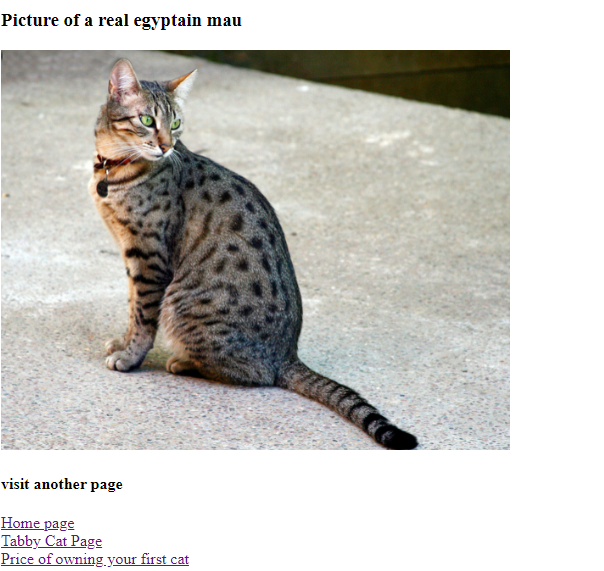 Picture of a real egyptain mau
visit another page
Home page
Tabby Cat Page
Price of owning your first cat